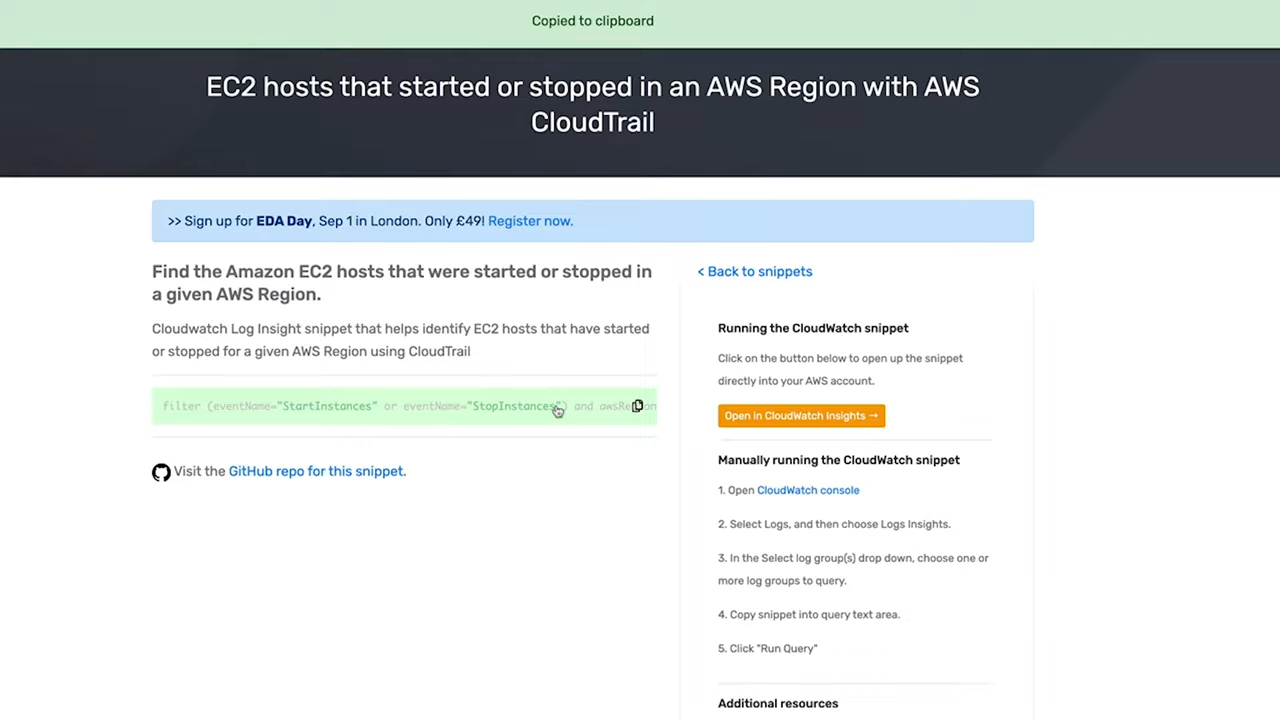 Copied to clipboard
EC2 hosts that started or stopped in an AWS Region with AWS
CloudTrail
>> Sign up for EDA Day, Sep 1 in London. Only £49! Register now.
Find the Amazon EC2 hosts that were started or stopped in
a given AWS Region.
Cloudwatch Log Insight snippet that helps identify EC2 hosts that have started
or stopped for a given AWS Region using CloudTrail
filter (eventName="StartInstances" or eventName="StopInstances") and
Visit the GitHub repo for this snippet.
< Back to snippets
Running the CloudWatch snippet
Click on the button below to open up the snippet
directly into your AWS account.
Open in CloudWatch Insights →
Manually running the CloudWatch snippet
1. Open CloudWatch console
2. Select Logs, and then choose Logs Insights.
3. In the Select log group(s) drop down, choose one or
more log groups to query.
4. Copy snippet into query text area.
5. Click "Run Query"
Additional resources